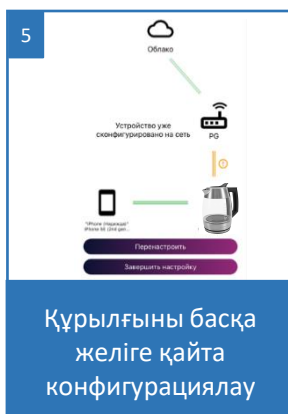 5
Облако
Устройство уже
сконфигурировано на сеть
PG
Перенастроить
Завершить настройку
Құрылғыны басқа
желіге қайта
конфигурациялау